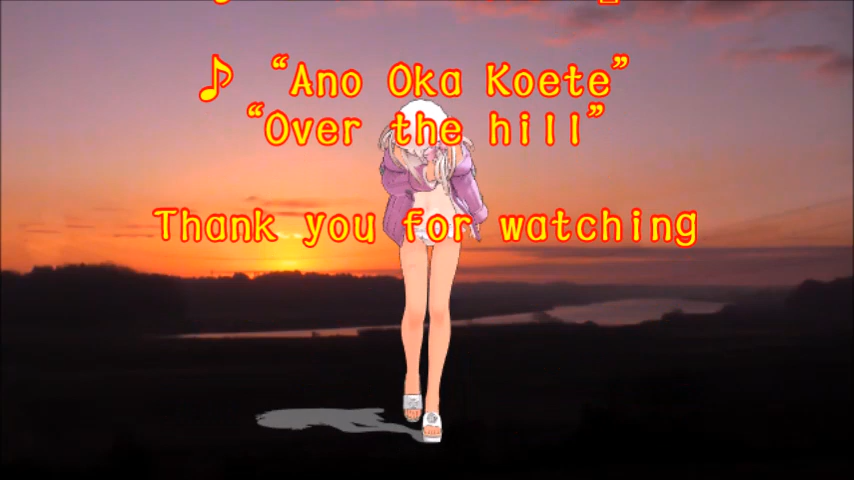 ♪ “Ano Oka Koete”
“Over the hill”
Thank you for watching